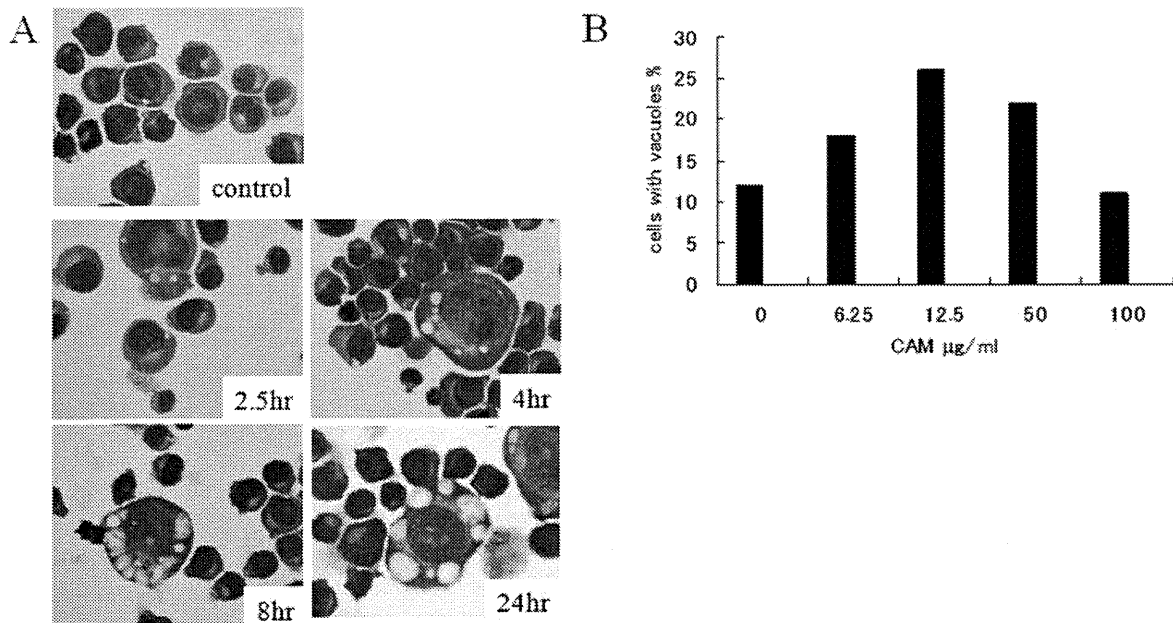 A
control
2.5hr
4hr
8hr
24hr
B
cells with vacuoles %
30
25
20
15
10
5
0
0 6.25 12.5 50 100
CAM µg/ml